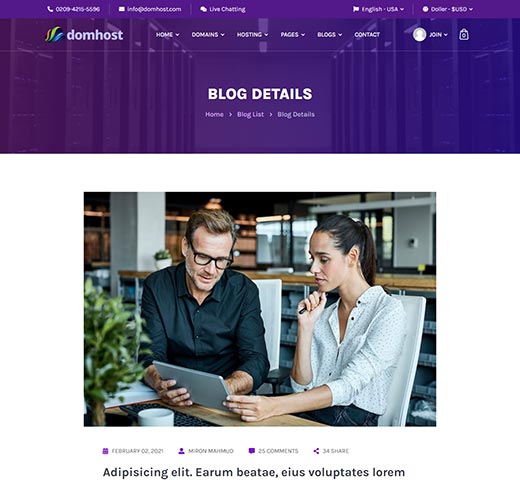 0209-4215-5596 info@domhost.com Live Chatting English - USA Doller - $USD
domhost HOME DOMAINS HOSTING PAGES BLOGS CONTACT JOIN 0
BLOG DETAILS
Home > Blog List > Blog Details
FEBRUARY 02, 2021 MIRON MAHMUD 25 COMMENTS 34 SHARE
Adipisicing elit. Earum beatae, eius voluptates lorem